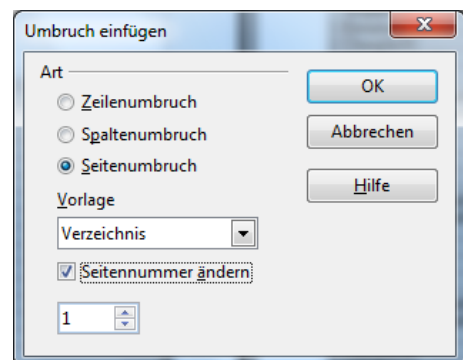 Umbruch einfügen
Art
Zeilenumbruch
Spaltenumbruch
Seitenumbruch
Vorlage
Verzeichnis
Seitennummer ändern
1
OK
Abbrechen
Hilfe